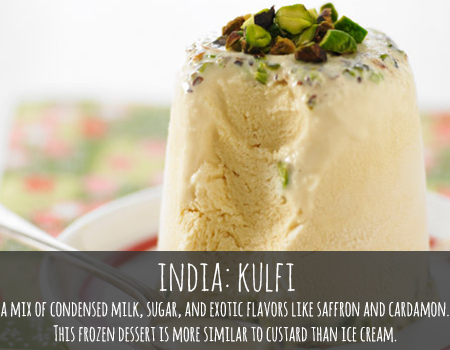 INDIA: KULFI
A MIX OF CONDENSED MILK, SUGAR, AND EXOTIC FLAVORS LIKE SAFFRON AND CARDAMON.
THIS FROZEN DESSERT IS MORE SIMILAR TO CUSTARD THAN ICE CREAM.